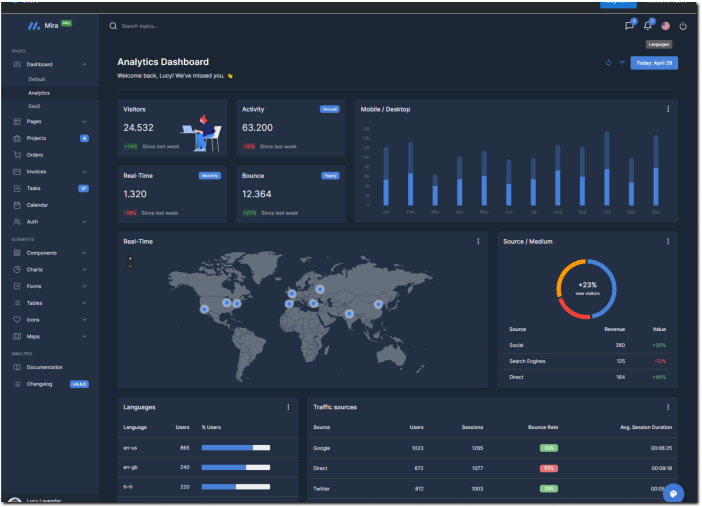 Mira PRO
Search topics...
3
7
Languages
PAGES
Dashboard
Default
Analytics
SaaS
Pages
Projects 8
Orders
Invoices
Tasks 17
Calendar
Auth
ELEMENTS
Components
Charts
Forms
Tables
Icons
Maps
MIRA PRO
Documentation
Changelog v4.4.0
Lucy Lavender
Analytics Dashboard
Welcome back, Lucy! We've missed you.
Today: April 29
Visitors
24.532
+14% Since last week
Activity Annual
63.200
-12% Since last week
Real-Time Monthly
1.320
-18% Since last week
Bounce Yearly
12.364
+27% Since last week
Mobile / Desktop
160
140
120
100
80
60
40
20
0
Jan Feb Mar Apr May Jun Jul Aug Sep Oct Nov Dec
Real-Time
+
-
Source / Medium
+23%
new visitors
Source Revenue Value
Social 260 +35%
Search Engines 125 -12%
Direct 164 +46%
Languages
Language Users % Users
en-us 865
en-gb 240
fr-fr 220
Traffic sources
Source Users Sessions Bounce Rate Avg. Session Duration
Google 1023 1265 30% 00:06:25
Direct 872 1077 63% 00:09:18
Twitter 812 1003 28%